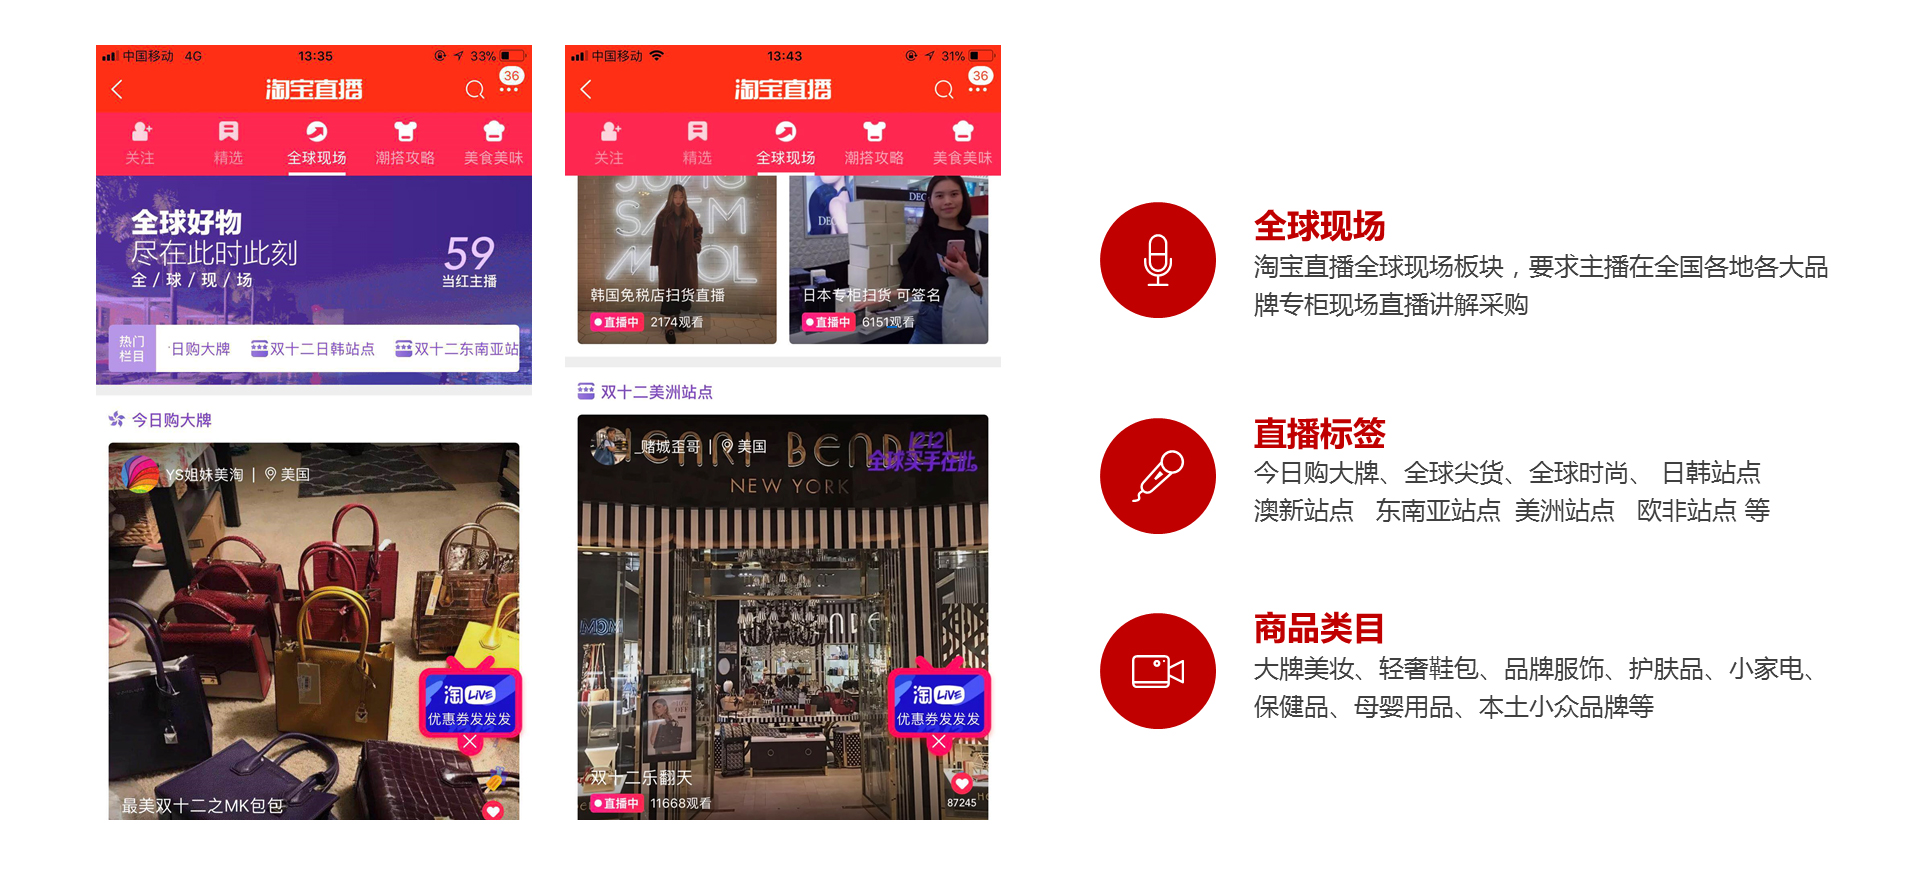 中国移动 4G 13:35 33%
淘宝直播
36
关注 精选 全球现场 潮搭攻略 美食美味
全球好物
尽在此时此刻
全 / 球 / 现 / 场
59
当红主播
热门
栏目
日购大牌 双十二日韩站点 双十二东南亚站
今日购大牌
YS姐妹美淘 | 美国
淘 LIVE
优惠券发发发
最美双十二之MK包包
中国移动 13:43 31%
淘宝直播
36
关注 精选 全球现场 潮搭攻略 美食美味
韩国免税店扫货直播
直播中 2174观看
DEC
DEC
日本专柜扫货 可签名
直播中 6151观看
双十二美洲站点
_赌城歪哥 | 美国
HENRI BENDEL
NEW YORK
1212
全球买手在此
淘 LIVE
优惠券发发发
双十二乐翻天
直播中 11668观看
87245
全球现场
淘宝直播全球现场板块，要求主播在全国各地各大品
牌专柜现场直播讲解采购
直播标签
今日购大牌、全球尖货、全球时尚、 日韩站点
澳新站点 东南亚站点 美洲站点 欧非站点 等
商品类目
大牌美妆、轻奢鞋包、品牌服饰、护肤品、小家电、
保健品、母婴用品、本土小众品牌等